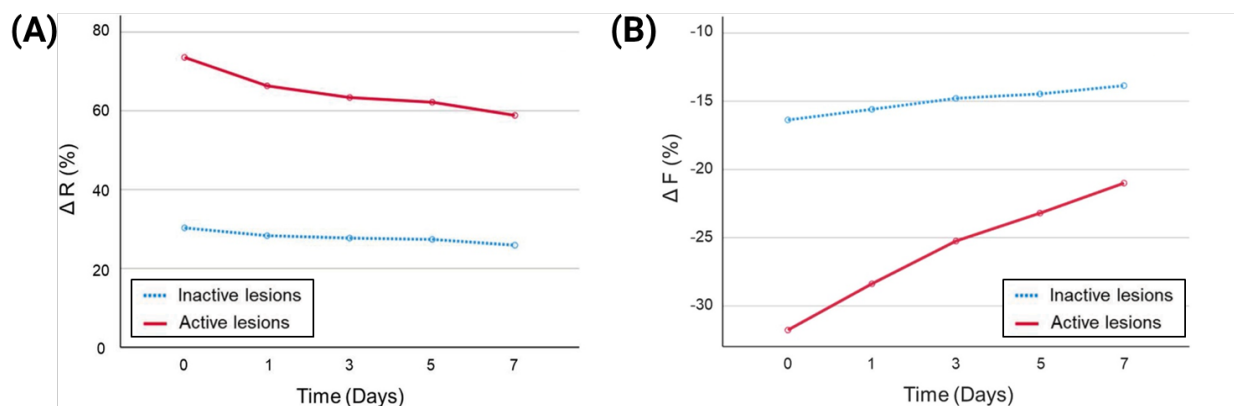 (A)
80
60
40
20
0
Δ R (%)
Inactive lesions
Active lesions
0 1 3 5 7
Time (Days)
(B)
-10
-15
-20
-25
-30
Δ F (%)
Inactive lesions
Active lesions
0 1 3 5 7
Time (Days)